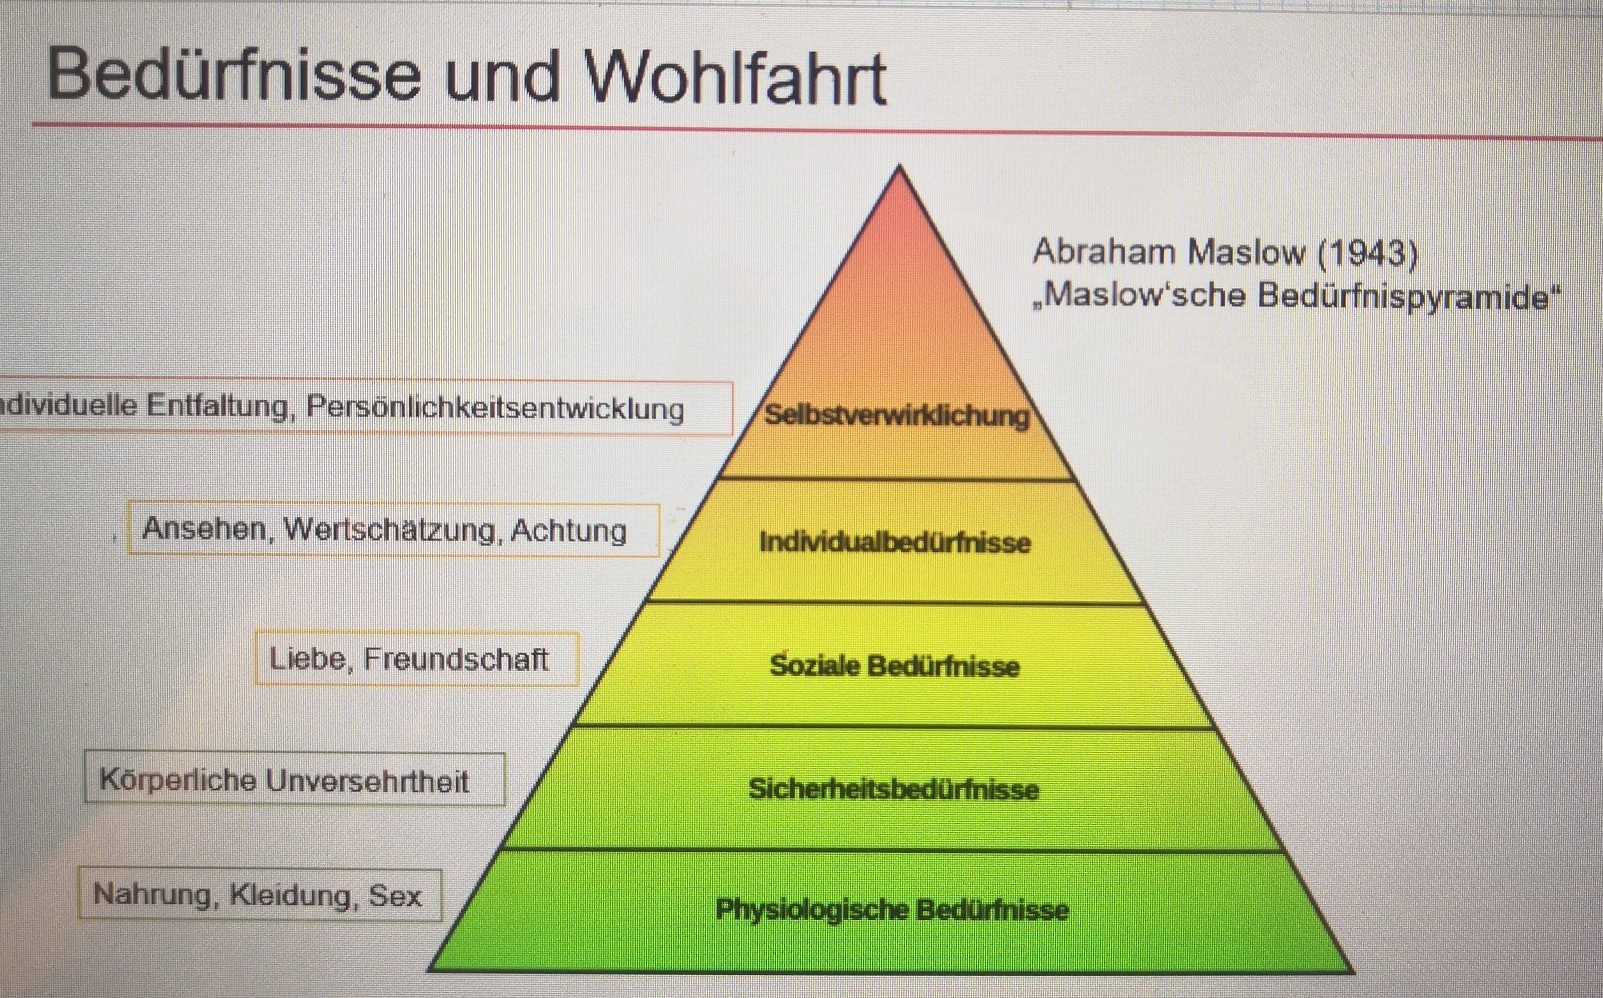 Bedürfnisse und Wohlfahrt
Abraham Maslow (1943)
„Maslow‘sche Bedürfnispyramide“
Entfaltung, Persönlichkeitsentwicklung
Selbstverwirklichung
Ansehen, Wertschätzung, Achtung
Individualbedürfnisse
Liebe, Freundschaft
Soziale Bedürfnisse
Körperliche Unversehrtheit
Sicherheitsbedürfnisse
Nahrung, Kleidung, Sex
Physiologische Bedürfnisse